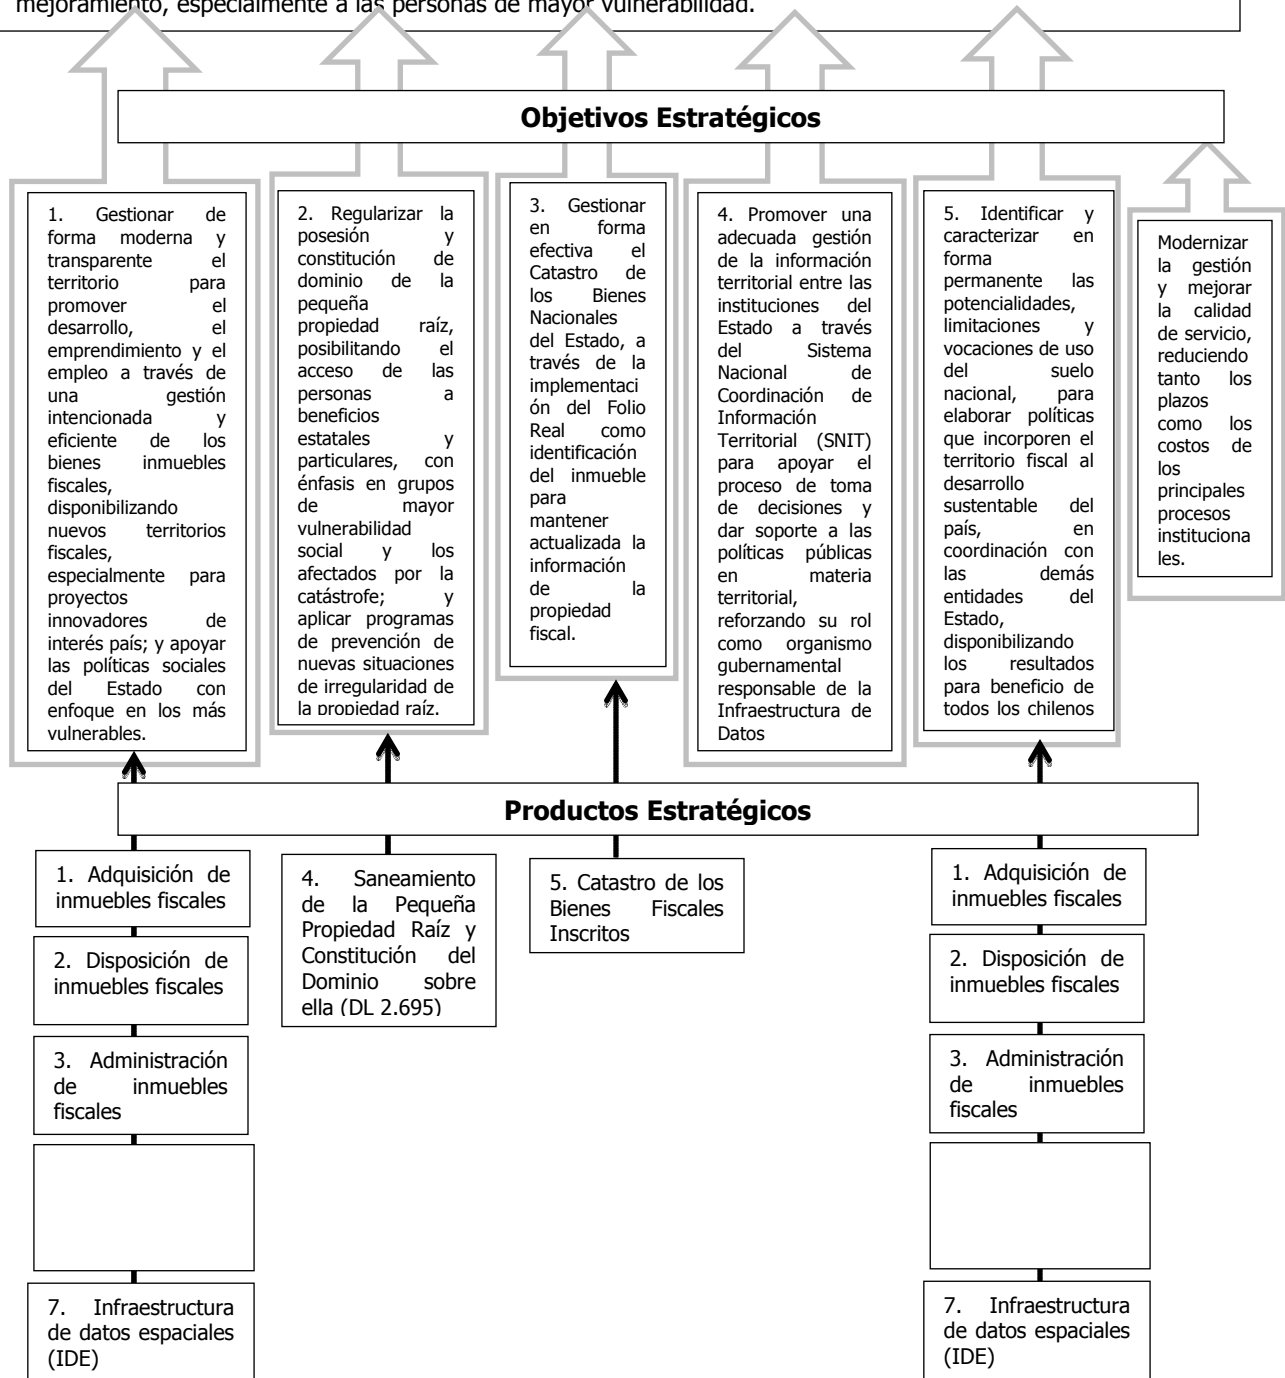 mejoramiento, especialmente a las personas de mayor vulnerabilidad.
Objetivos Estratégicos
1. Gestionar de
forma moderna y
transparente el
territorio para
promover el
desarrollo, el
emprendimiento y el
empleo a través de
una gestión
intencionada y
eficiente de los
bienes inmuebles
fiscales,
disponibilizando
nuevos territorios
fiscales,
especialmente para
proyectos
innovadores de
interés país; y apoyar
las políticas sociales
del Estado con
enfoque en los más
vulnerables.
2. Regularizar la
posesión y
constitución de
dominio de la
pequeña
propiedad raíz,
posibilitando el
acceso de las
personas a
beneficios
estatales y
particulares, con
énfasis en grupos
de mayor
vulnerabilidad
social y los
afectados por la
catástrofe; y
aplicar programas
de prevención de
nuevas situaciones
de irregularidad de
la propiedad raíz.
3. Gestionar
en forma
efectiva el
Catastro de
los Bienes
Nacionales
del Estado, a
través de la
implementaci
ón del Folio
Real como
identificación
del inmueble
para
mantener
actualizada la
información
de la
propiedad
fiscal.
4. Promover una
adecuada gestión
de la información
territorial entre las
instituciones del
Estado a través
del Sistema
Nacional de
Coordinación de
Información
Territorial (SNIT)
para apoyar el
proceso de toma
de decisiones y
dar soporte a las
políticas públicas
en materia
territorial,
reforzando su rol
como organismo
gubernamental
responsable de la
Infraestructura de
Datos
5. Identificar y
caracterizar en
forma
permanente las
potencialidades,
limitaciones y
vocaciones de uso
del suelo
nacional, para
elaborar políticas
que incorporen el
territorio fiscal al
desarrollo
sustentable del
país, en
coordinación con
las demás
entidades del
Estado,
disponibilizando
los resultados
para beneficio de
todos los chilenos
Modernizar
la gestión
y mejorar
la calidad
de servicio,
reduciendo
tanto los
plazos
como los
costos de
los
principales
procesos
instituciona
les.
Productos Estratégicos
1. Adquisición de
inmuebles fiscales
2. Disposición de
inmuebles fiscales
3. Administración
de inmuebles
fiscales
7. Infraestructura
de datos espaciales
(IDE)
4. Saneamiento
de la Pequeña
Propiedad Raíz y
Constitución del
Dominio sobre
ella (DL 2.695)
5. Catastro de los
Bienes Fiscales
Inscritos
1. Adquisición de
inmuebles fiscales
2. Disposición de
inmuebles fiscales
3. Administración
de inmuebles
fiscales
7. Infraestructura
de datos espaciales
(IDE)